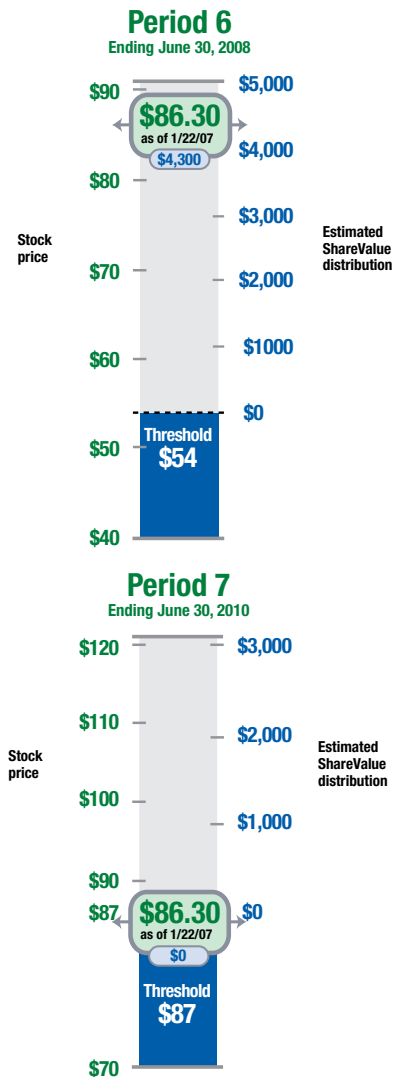 Period 6
Ending June 30, 2008
$90
$5,000
$86.30
as of 1/22/07
$4,300
$4,000
$80
$3,000
Stock
price
Estimated
ShareValue
distribution
$70
$2,000
$60
$1000
$0
Threshold
$54
$50
$40
Period 7
Ending June 30, 2010
$120
$3,000
$110
$2,000
Stock
price
Estimated
ShareValue
distribution
$100
$1,000
$90
$87
$86.30
as of 1/22/07
$0
$0
Threshold
$87
$70